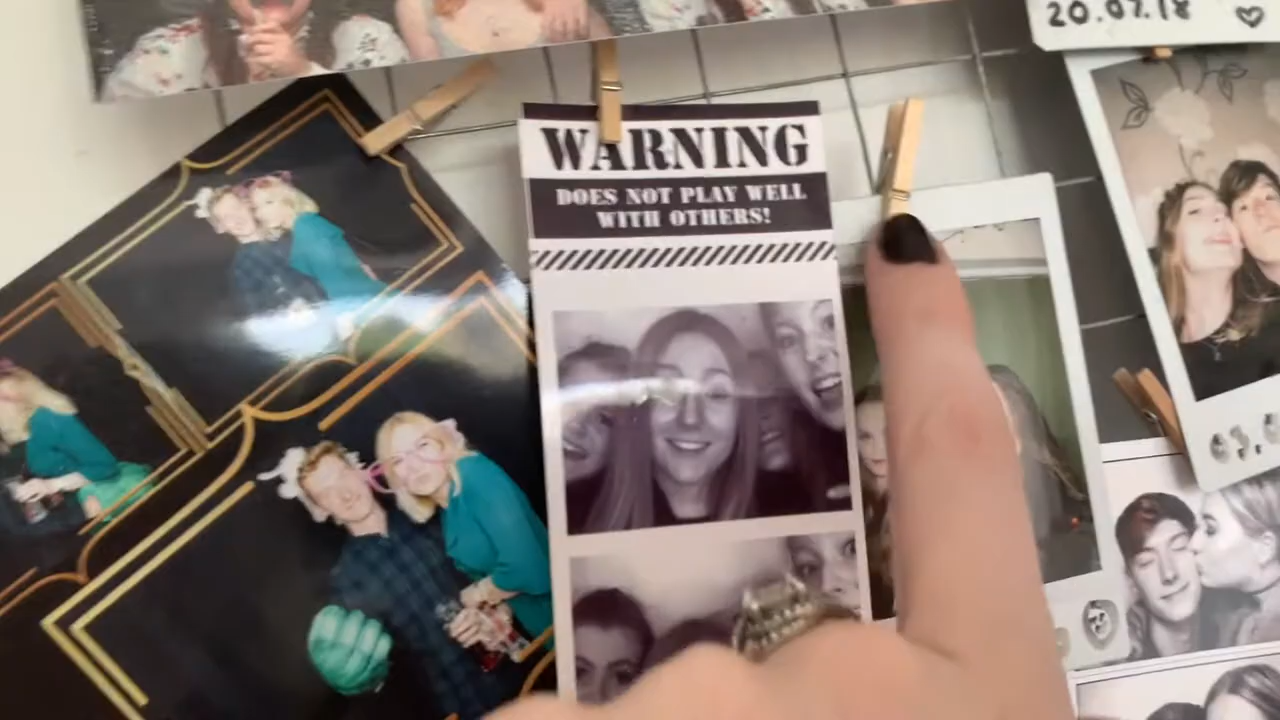 20.07.18 ♡
WARNING
DOES NOT PLAY WELL
WITH OTHERS!